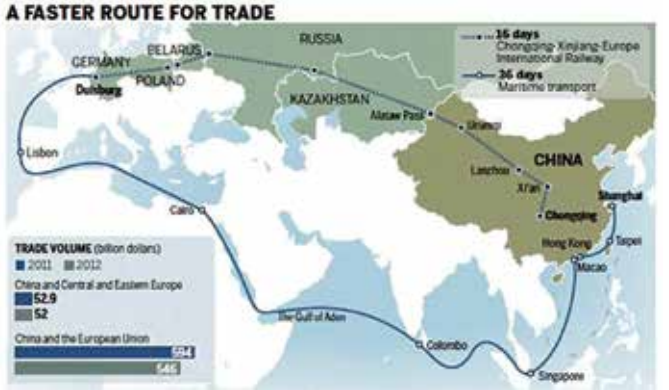 A FASTER ROUTE FOR TRADE
16 days
Chongqing-Xinjiang-Europe
International Railway
36 days
Maritime transport
RUSSIA
BELARUS
GERMANY
POLAND
Duisburg
KAZAKHSTAN
Alataw Pass
Urumqi
Lisbon
CHINA
Lanzhou
Xi'an
Shanghai
Chongqing
Cairo
Hong Kong
Taipei
Macao
TRADE VOLUME (billion dollars)
2011 2012
China and Central and Eastern Europe
52.9
52
The Gulf of Aden
China and the European Union
594
546
Colombo
Singapore